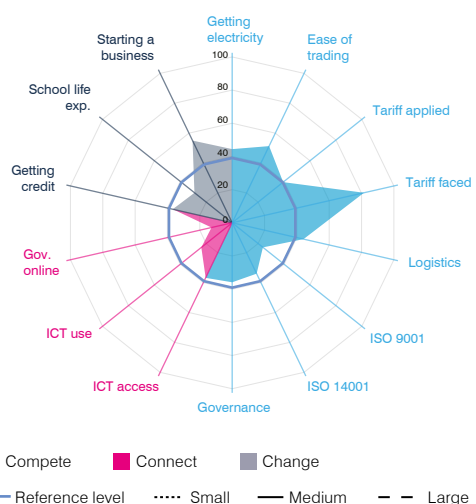 Getting
electricity
Starting a
business
Ease of
trading
School life
exp.
Tariff applied
Getting
credit
Tariff faced
Gov.
online
Logistics
ICT use
ISO 9001
ICT access
ISO 14001
Governance
100
80
60
40
20
0
Compete
Connect
Change
Reference level
Small
Medium
Large